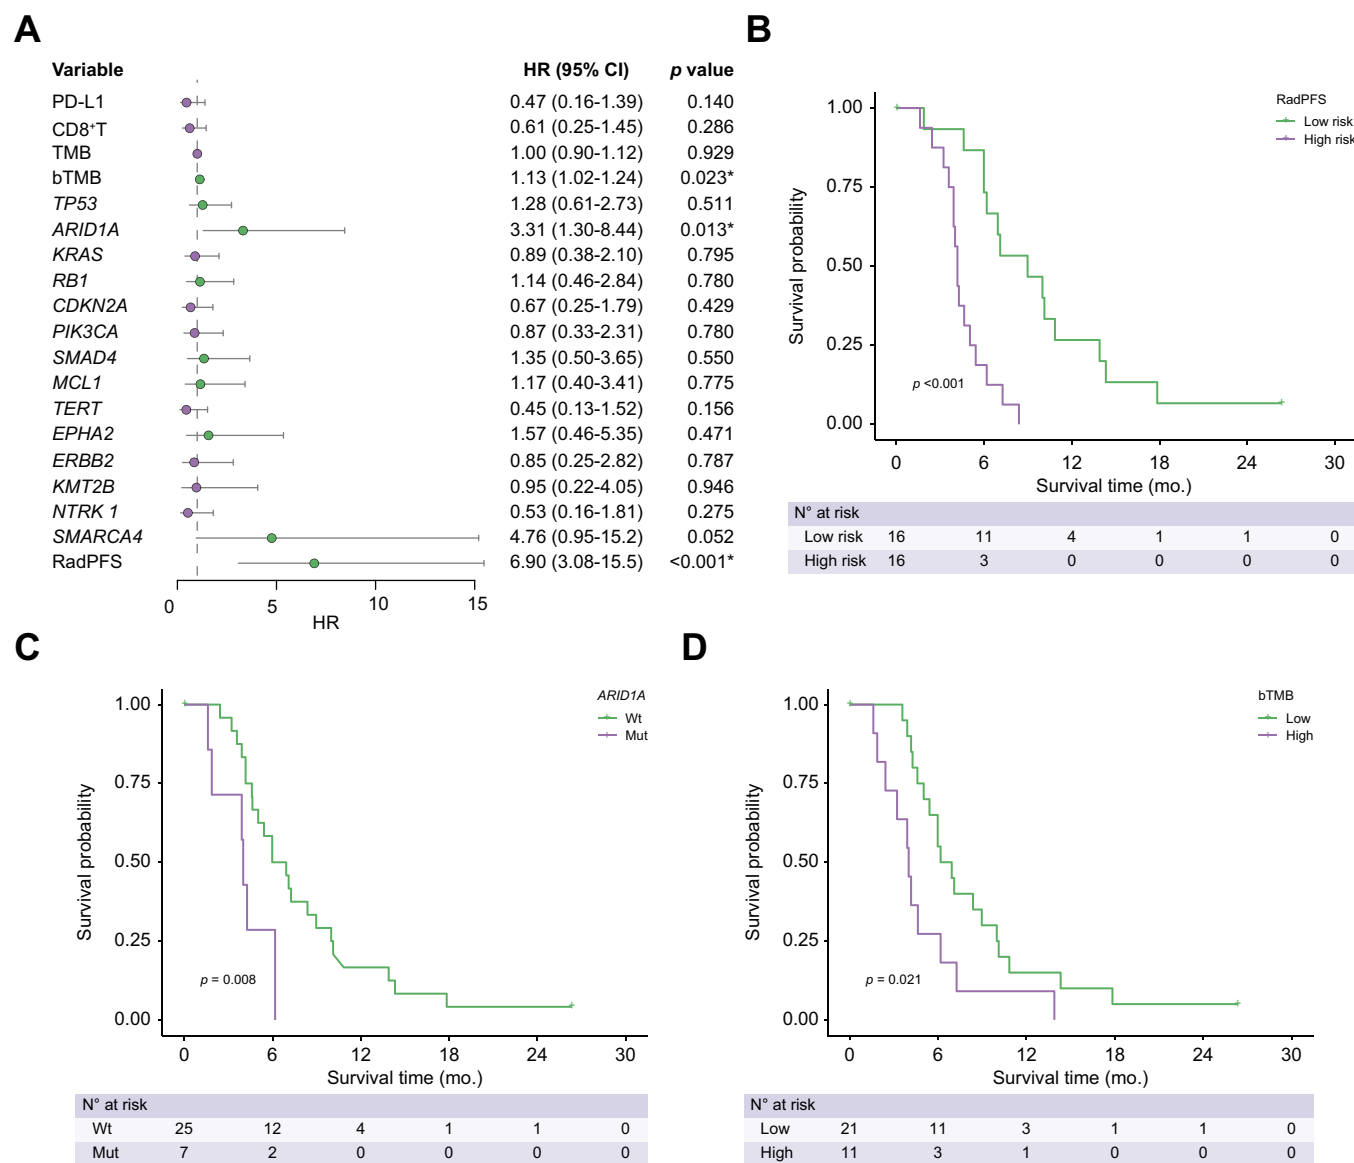 A
Variable HR (95% CI) p value
PD-L1 0.47 (0.16-1.39) 0.140
CD8+T 0.61 (0.25-1.45) 0.286
TMB 1.00 (0.90-1.12) 0.929
bTMB 1.13 (1.02-1.24) 0.023*
TP53 1.28 (0.61-2.73) 0.511
ARID1A 3.31 (1.30-8.44) 0.013*
KRAS 0.89 (0.38-2.10) 0.795
RB1 1.14 (0.46-2.84) 0.780
CDKN2A 0.67 (0.25-1.79) 0.429
PIK3CA 0.87 (0.33-2.31) 0.780
SMAD4 1.35 (0.50-3.65) 0.550
MCL1 1.17 (0.40-3.41) 0.775
TERT 0.45 (0.13-1.52) 0.156
EPHA2 1.57 (0.46-5.35) 0.471
ERBB2 0.85 (0.25-2.82) 0.787
KMT2B 0.95 (0.22-4.05) 0.946
NTRK 1 0.53 (0.16-1.81) 0.275
SMARCA4 4.76 (0.95-15.2) 0.052
RadPFS 6.90 (3.08-15.5) <0.001*
0 5 10 15
HR
B
RadPFS
Low risk
High risk
Survival probability
1.00
0.75
0.50
0.25
0.00
p <0.001
0 6 12 18 24 30
Survival time (mo.)
N° at risk
Low risk 16 11 4 1 1 0
High risk 16 3 0 0 0 0
C
ARID1A
Wt
Mut
Survival probability
1.00
0.75
0.50
0.25
0.00
p = 0.008
0 6 12 18 24 30
Survival time (mo.)
N° at risk
Wt 25 12 4 1 1 0
Mut 7 2 0 0 0 0
D
bTMB
Low
High
Survival probability
1.00
0.75
0.50
0.25
0.00
p = 0.021
0 6 12 18 24 30
Survival time (mo.)
N° at risk
Low 21 11 3 1 1 0
High 11 3 1 0 0 0